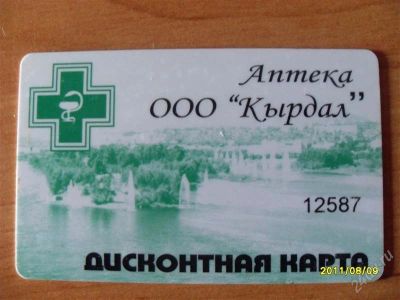 Аптека
ООО "Кырдал"
12587
ДИСКОНТНАЯ КАРТА
2011/08/09